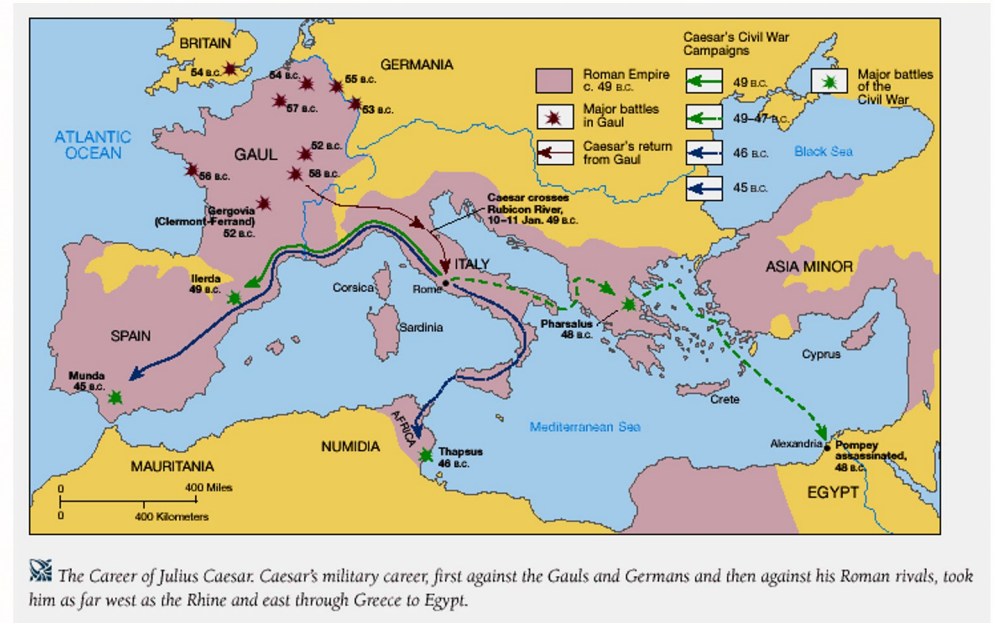 BRITAIN
54 B.C.
GERMANIA
54 B.C.
55 B.C.
57 B.C.
53 B.C.
ATLANTIC
OCEAN
GAUL
52 B.C.
56 B.C.
58 B.C.
Gergovia
(Clermont-Ferrand)
52 B.C.
Caesar crosses
Rubicon River,
10–11 Jan. 49 B.C.
Caesar's Civil War
Campaigns
Roman Empire
c. 49 B.C.
Major battles
in Gaul
Caesar's return
from Gaul
49 B.C.
49–47 B.C.
46 B.C.
45 B.C.
Major battles
of the
Civil War
Black Sea
Ilerda
49 B.C.
Corsica
ITALY
Rome
ASIA MINOR
SPAIN
Sardinia
Pharsalus
48 B.C.
Cyprus
Munda
45 B.C.
Crete
AFRICA
Mediterranean Sea
NUMIDIA
Thapsus
46 B.C.
Alexandria
Pompey
assassinated,
48 B.C.
MAURITANIA
EGYPT
0 400 Miles
0 400 Kilometers
The Career of Julius Caesar. Caesar's military career, first against the Gauls and Germans and then against his Roman rivals, took
him as far west as the Rhine and east through Greece to Egypt.